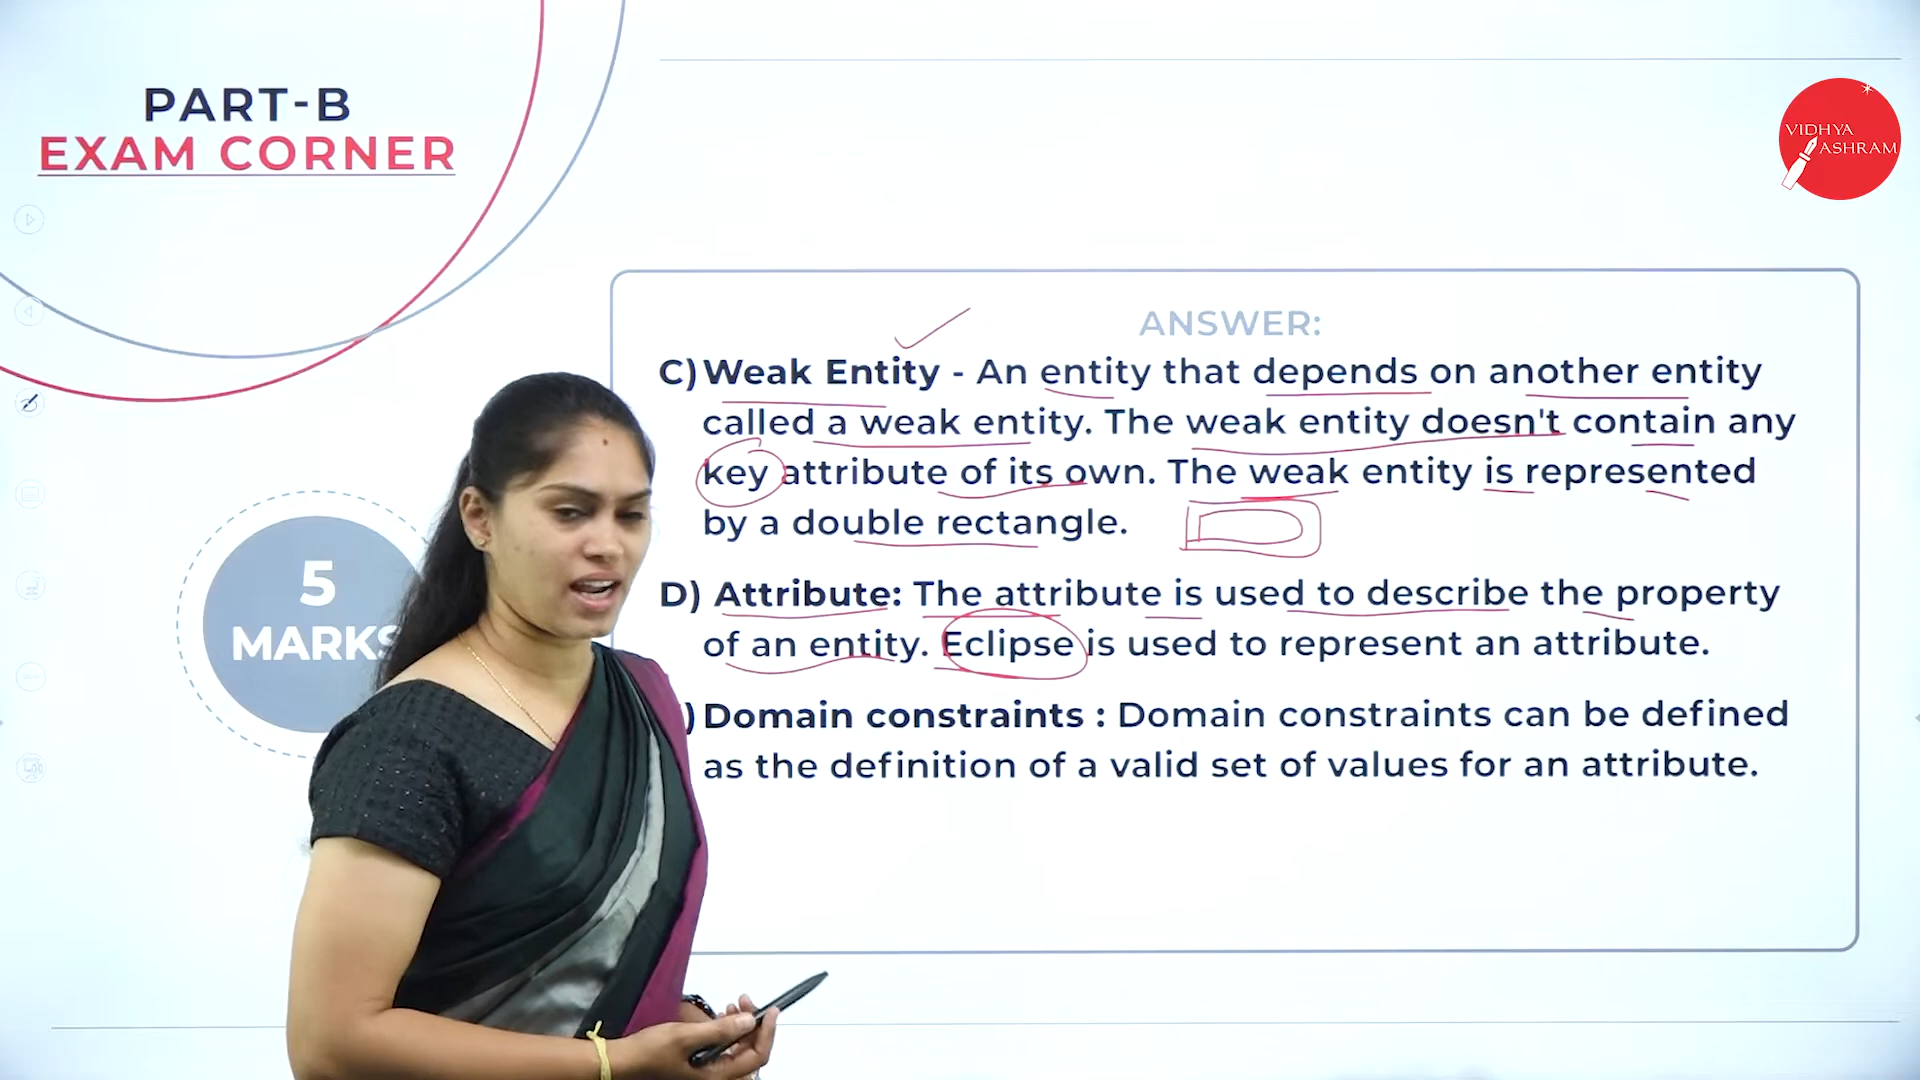 PART-B
EXAM CORNER
VIDHYA
ASHRAM
5
MARKS
ANSWER:
C) Weak Entity - An entity that depends on another entity
called a weak entity. The weak entity doesn't contain any
key attribute of its own. The weak entity is represented
by a double rectangle.
D) Attribute: The attribute is used to describe the property
of an entity. Eclipse is used to represent an attribute.
) Domain constraints : Domain constraints can be defined
as the definition of a valid set of values for an attribute.